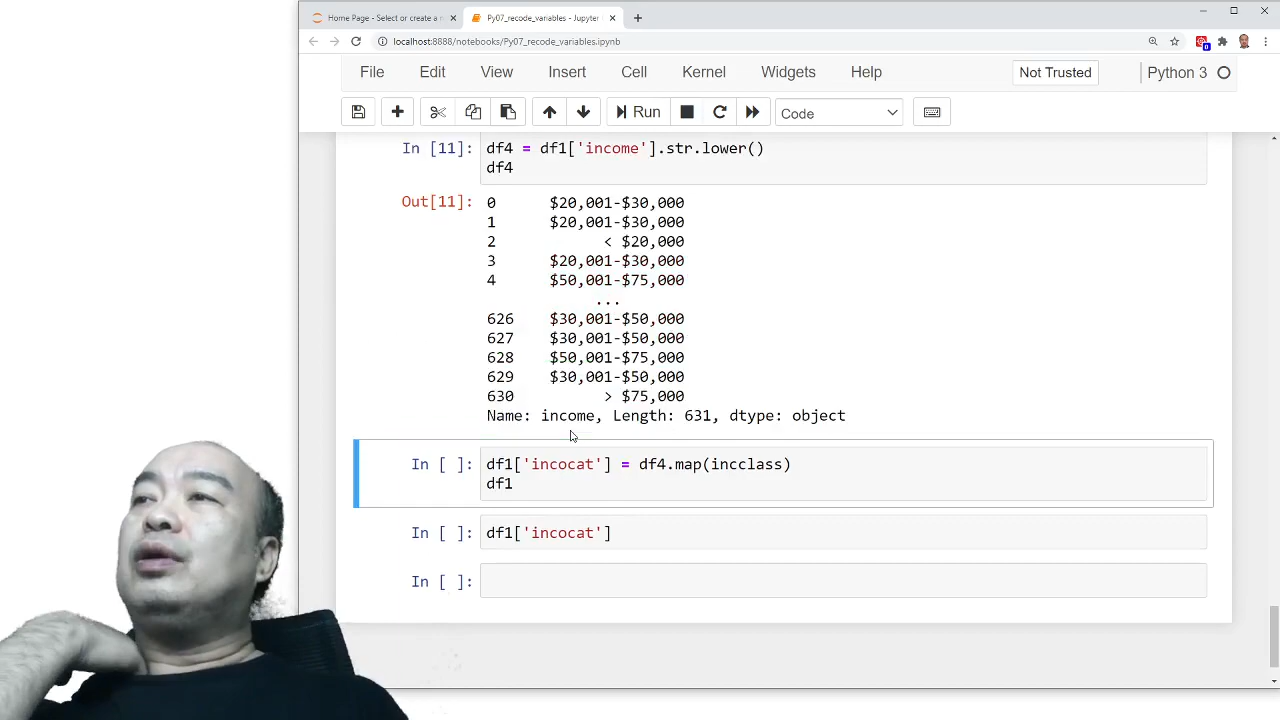 Home Page - Select or create a n
Py07_recode_variables - Jupyter
localhost:8888/notebooks/Py07_recode_variables.ipynb
File Edit View Insert Cell Kernel Widgets Help Not Trusted Python 3
Run Code
In [11]: df4 = df1['income'].str.lower()
df4
Out[11]: 0 $20,001-$30,000
1 $20,001-$30,000
2 < $20,000
3 $20,001-$30,000
4 $50,001-$75,000
...
626 $30,001-$50,000
627 $30,001-$50,000
628 $50,001-$75,000
629 $30,001-$50,000
630 > $75,000
Name: income, Length: 631, dtype: object
In [ ]: df1['incocat'] = df4.map(incclass)
df1
In [ ]: df1['incocat']
In [ ]: